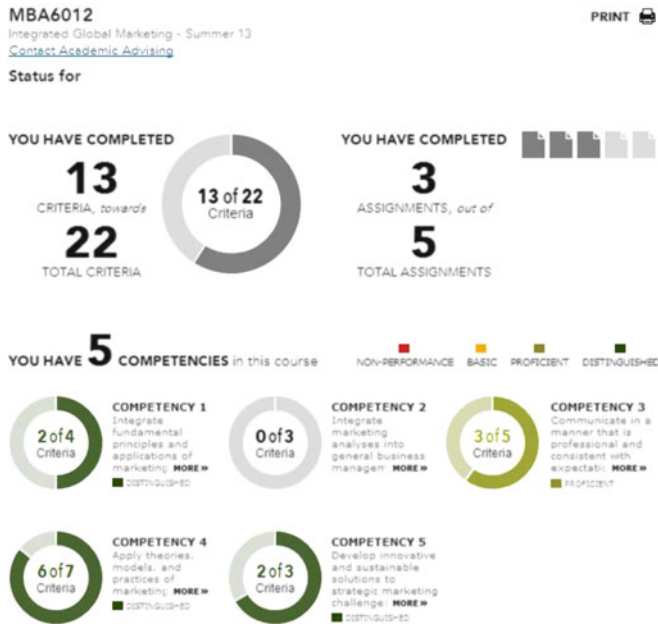 MBA6012
PRINT
Integrated Global Marketing - Summer 13
Contact Academic Advising
Status for
YOU HAVE COMPLETED
13
CRITERIA, towards
22
TOTAL CRITERIA
13 of 22
Criteria
YOU HAVE COMPLETED
3
ASSIGNMENTS, out of
5
TOTAL ASSIGNMENTS
YOU HAVE 5 COMPETENCIES in this course
NON-PERFORMANCE BASIC PROFICIENT DISTINGUISHED
2 of 4
Criteria
COMPETENCY 1
Integrate
fundamental
principles and
applications of
marketing MORE »
DISTINGUISHED
0 of 3
Criteria
COMPETENCY 2
Integrate
marketing
analyses into
general business
managem MORE »
3 of 5
Criteria
COMPETENCY 3
Communicate in a
manner that is
professional and
consistent with
expectatic MORE »
PROFICIENT
6 of 7
Criteria
COMPETENCY 4
Apply theories,
models, and
practices of
marketing MORE »
DISTINGUISHED
2 of 3
Criteria
COMPETENCY 5
Develop innovative
and sustainable
solutions to
strategic marketing
challenge: MORE »
DISTINGUISHED